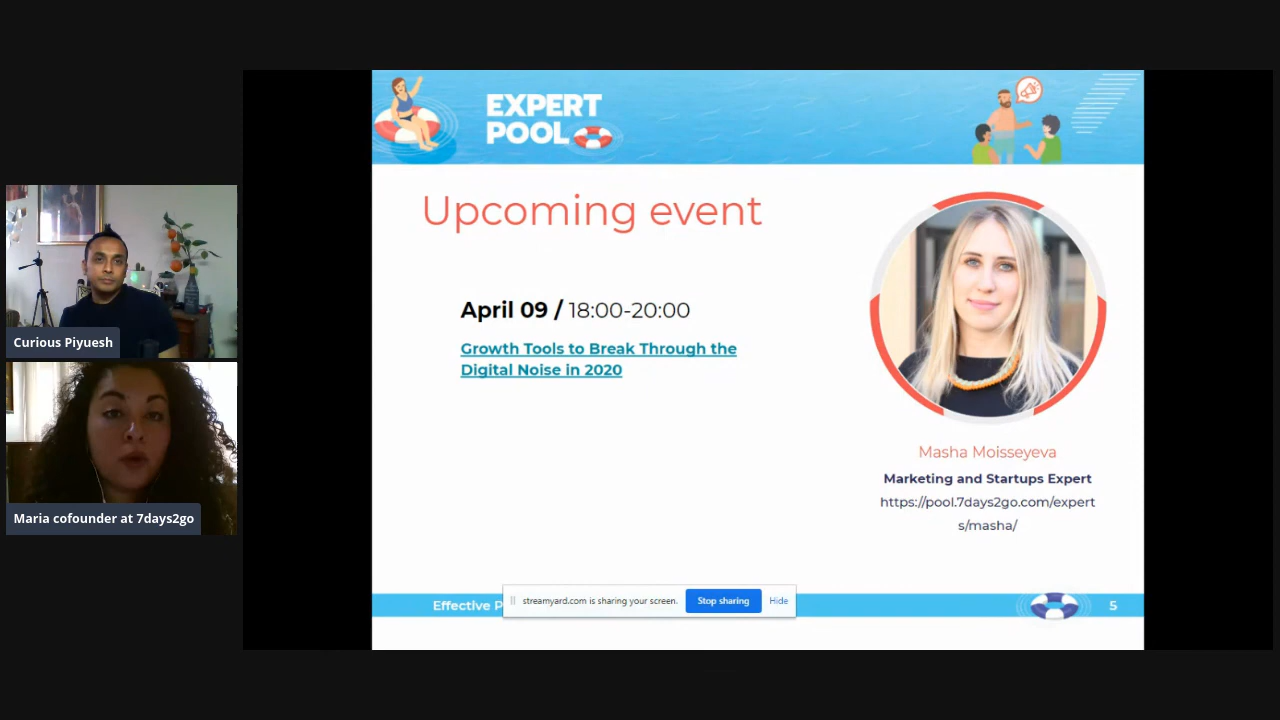 EXPERT
POOL
Upcoming event
April 09 / 18:00-20:00
Growth Tools to Break Through the
Digital Noise in 2020
Masha Moisseyeva
Marketing and Startups Expert
https://pool.7days2go.com/expert
s/masha/
Curious Piyuesh
Maria cofounder at 7days2go
Effective P
streamyard.com is sharing your screen. Stop sharing Hide
5